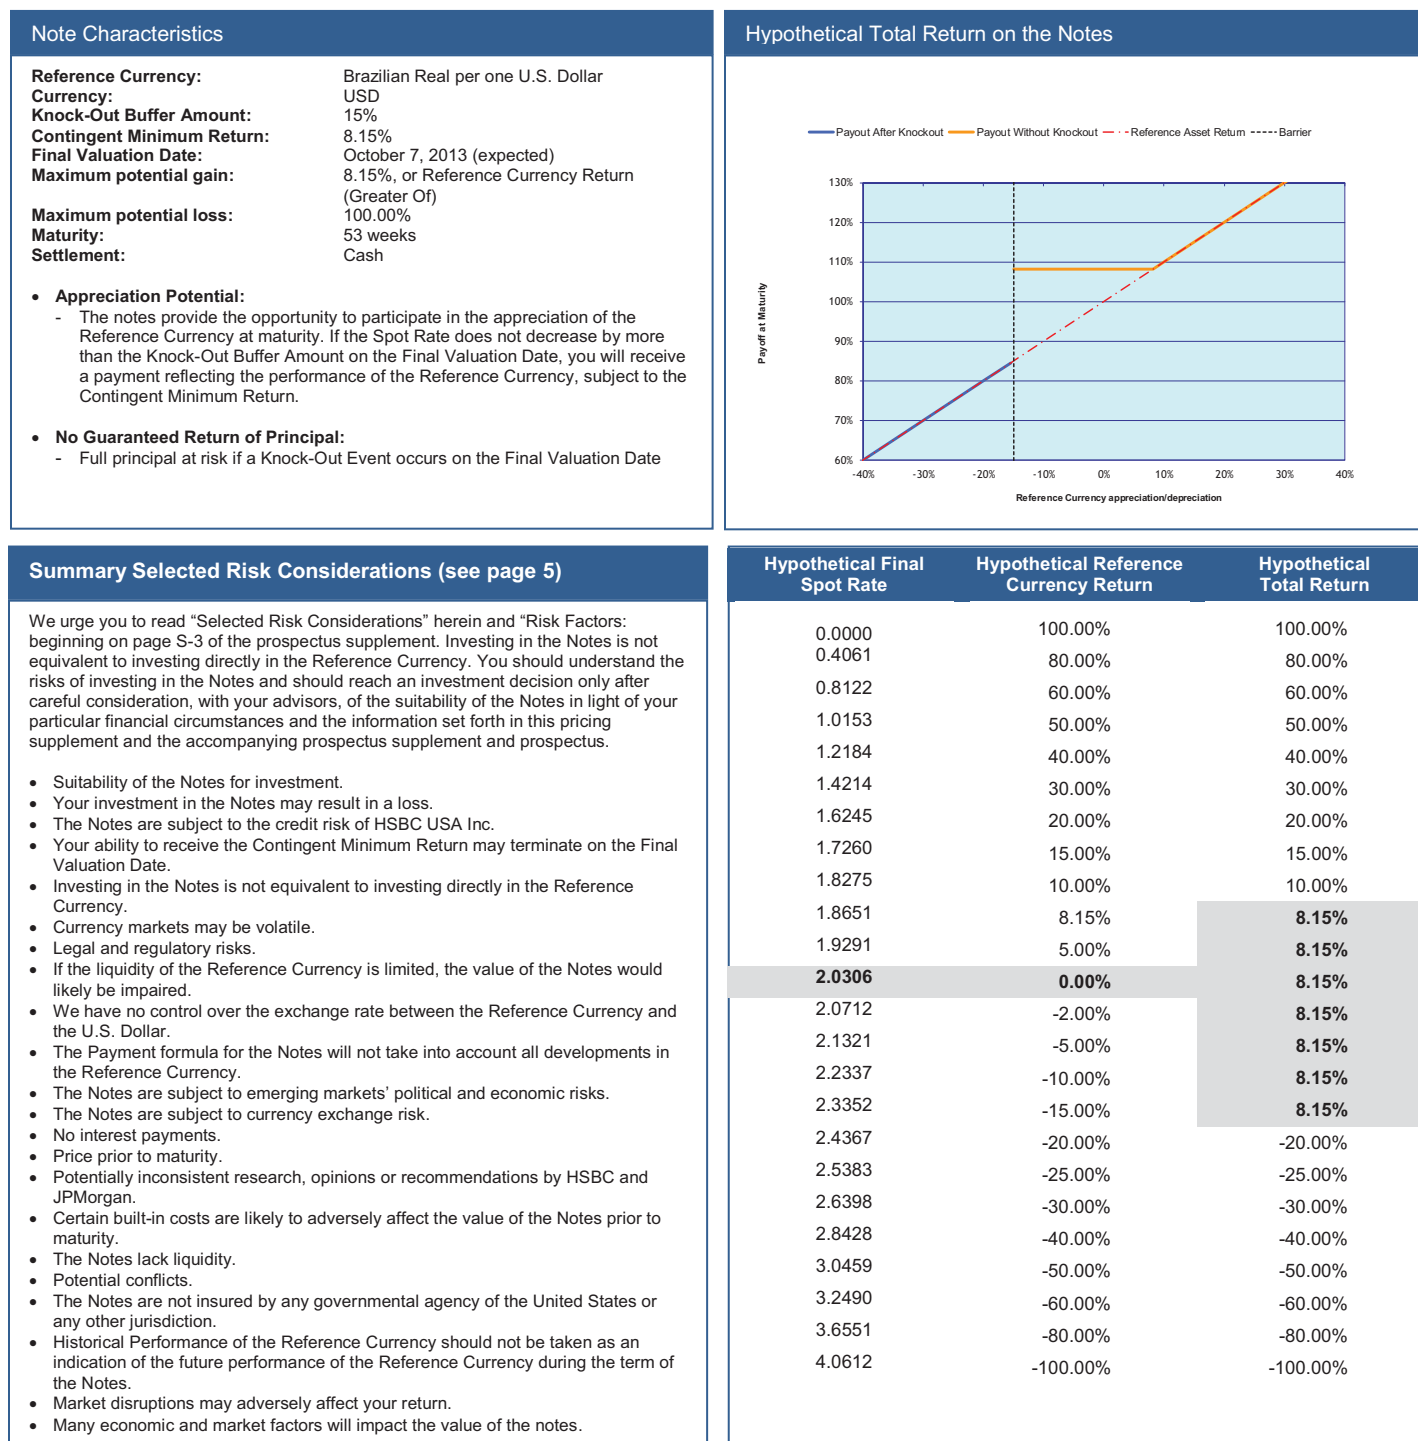 Note Characteristics
Reference Currency: Brazilian Real per one U.S. Dollar
Currency: USD
Knock-Out Buffer Amount: 15%
Contingent Minimum Return: 8.15%
Final Valuation Date: October 7, 2013 (expected)
Maximum potential gain: 8.15%, or Reference Currency Return
(Greater Of)
Maximum potential loss: 100.00%
Maturity: 53 weeks
Settlement: Cash
• Appreciation Potential:
- The notes provide the opportunity to participate in the appreciation of the
Reference Currency at maturity. If the Spot Rate does not decrease by more
than the Knock-Out Buffer Amount on the Final Valuation Date, you will receive
a payment reflecting the performance of the Reference Currency, subject to the
Contingent Minimum Return.
• No Guaranteed Return of Principal:
- Full principal at risk if a Knock-Out Event occurs on the Final Valuation Date
Hypothetical Total Return on the Notes
Payout After Knockout Payout Without Knockout Reference Asset Return Barrier
130%
120%
110%
100%
90%
80%
70%
60%
Payoff at Maturity
-40% -30% -20% -10% 0% 10% 20% 30% 40%
Reference Currency appreciation/depreciation
Summary Selected Risk Considerations (see page 5)
We urge you to read “Selected Risk Considerations” herein and “Risk Factors:
beginning on page S-3 of the prospectus supplement. Investing in the Notes is not
equivalent to investing directly in the Reference Currency. You should understand the
risks of investing in the Notes and should reach an investment decision only after
careful consideration, with your advisors, of the suitability of the Notes in light of your
particular financial circumstances and the information set forth in this pricing
supplement and the accompanying prospectus supplement and prospectus.
• Suitability of the Notes for investment.
• Your investment in the Notes may result in a loss.
• The Notes are subject to the credit risk of HSBC USA Inc.
• Your ability to receive the Contingent Minimum Return may terminate on the Final
Valuation Date.
• Investing in the Notes is not equivalent to investing directly in the Reference
Currency.
• Currency markets may be volatile.
• Legal and regulatory risks.
• If the liquidity of the Reference Currency is limited, the value of the Notes would
likely be impaired.
• We have no control over the exchange rate between the Reference Currency and
the U.S. Dollar.
• The Payment formula for the Notes will not take into account all developments in
the Reference Currency.
• The Notes are subject to emerging markets’ political and economic risks.
• The Notes are subject to currency exchange risk.
• No interest payments.
• Price prior to maturity.
• Potentially inconsistent research, opinions or recommendations by HSBC and
JPMorgan.
• Certain built-in costs are likely to adversely affect the value of the Notes prior to
maturity.
• The Notes lack liquidity.
• Potential conflicts.
• The Notes are not insured by any governmental agency of the United States or
any other jurisdiction.
• Historical Performance of the Reference Currency should not be taken as an
indication of the future performance of the Reference Currency during the term of
the Notes.
• Market disruptions may adversely affect your return.
• Many economic and market factors will impact the value of the notes.
Hypothetical Final Hypothetical Reference Hypothetical
Spot Rate Currency Return Total Return
0.0000 100.00% 100.00%
0.4061 80.00% 80.00%
0.8122 60.00% 60.00%
1.0153 50.00% 50.00%
1.2184 40.00% 40.00%
1.4214 30.00% 30.00%
1.6245 20.00% 20.00%
1.7260 15.00% 15.00%
1.8275 10.00% 10.00%
1.8651 8.15% 8.15%
1.9291 5.00% 8.15%
2.0306 0.00% 8.15%
2.0712 -2.00% 8.15%
2.1321 -5.00% 8.15%
2.2337 -10.00% 8.15%
2.3352 -15.00% 8.15%
2.4367 -20.00% -20.00%
2.5383 -25.00% -25.00%
2.6398 -30.00% -30.00%
2.8428 -40.00% -40.00%
3.0459 -50.00% -50.00%
3.2490 -60.00% -60.00%
3.6551 -80.00% -80.00%
4.0612 -100.00% -100.00%